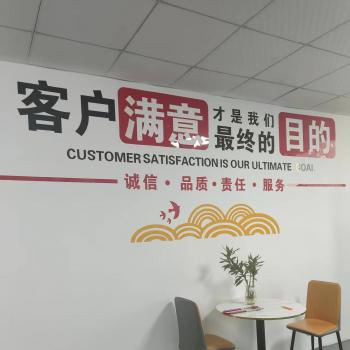 客户满意才是我们
最终的目的
CUSTOMER SATISFACTION IS OUR ULTIMATE GOAL
诚信·品质·责任·服务